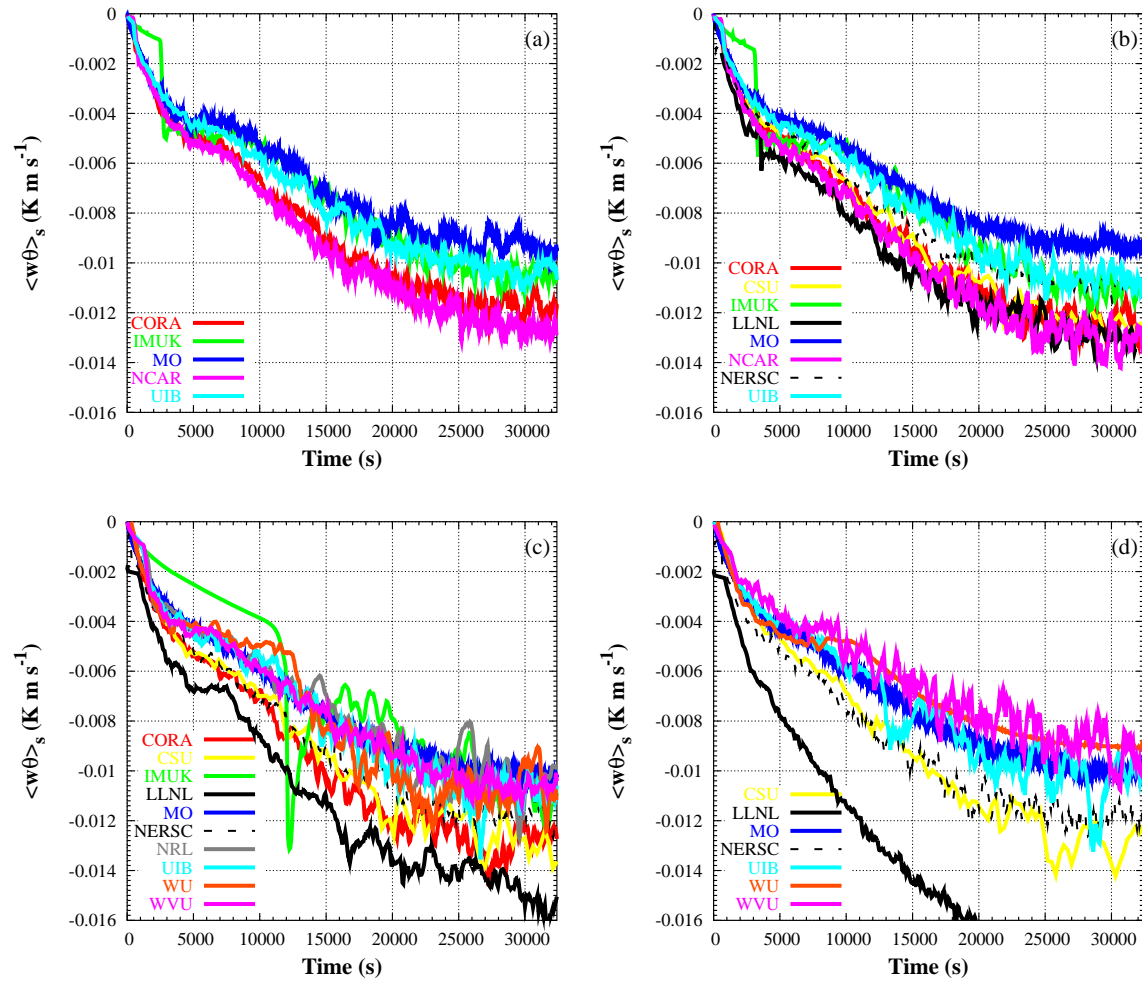 (a)
0
-0.002
-0.004
-0.006
-0.008
-0.01
-0.012
-0.014
-0.016
<wθ>s (K m s-1)
CORA
IMUK
MO
NCAR
UIB
0 5000 10000 15000 20000 25000 30000
Time (s)
(b)
0
-0.002
-0.004
-0.006
-0.008
-0.01
-0.012
-0.014
-0.016
<wθ>s (K m s-1)
CORA
CSU
IMUK
LLNL
MO
NCAR
NERSC
UIB
0 5000 10000 15000 20000 25000 30000
Time (s)
(c)
0
-0.002
-0.004
-0.006
-0.008
-0.01
-0.012
-0.014
-0.016
<wθ>s (K m s-1)
CORA
CSU
IMUK
LLNL
MO
NERSC
NRL
UIB
WU
WVU
0 5000 10000 15000 20000 25000 30000
Time (s)
(d)
0
-0.002
-0.004
-0.006
-0.008
-0.01
-0.012
-0.014
-0.016
<wθ>s (K m s-1)
CSU
LLNL
MO
NERSC
UIB
WU
WVU
0 5000 10000 15000 20000 25000 30000
Time (s)